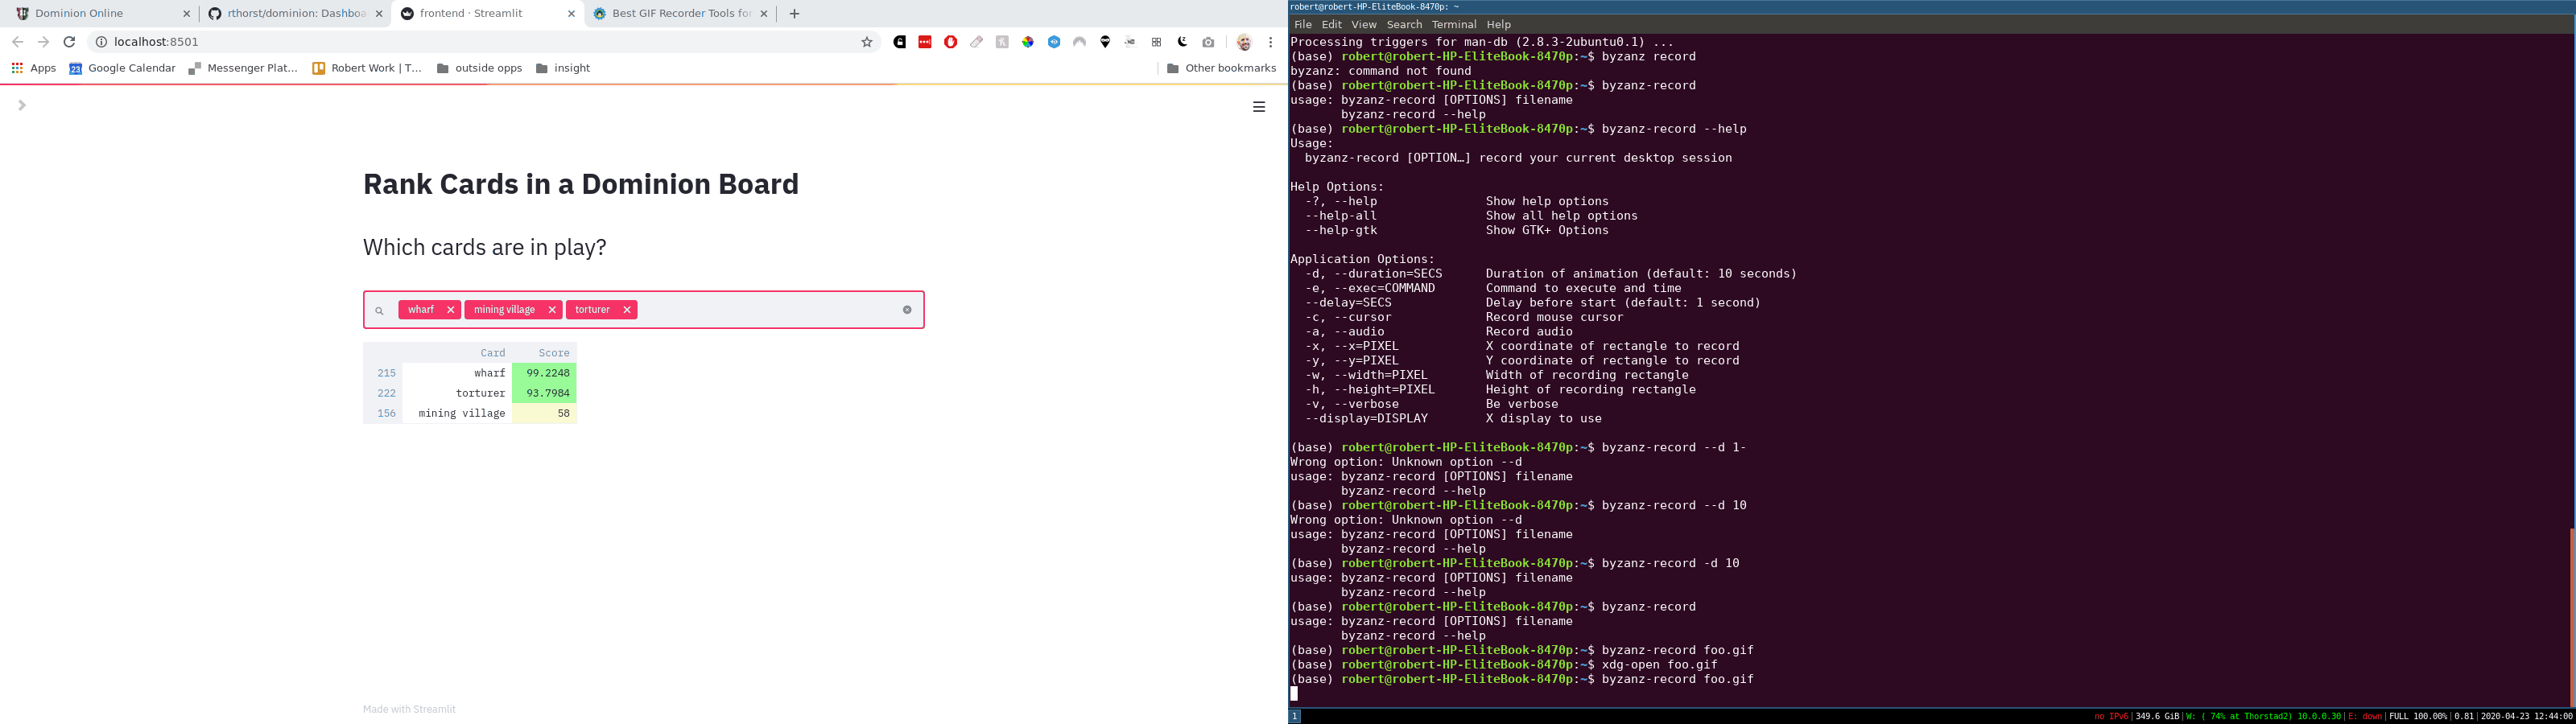 Dominion Online
rthorst/dominion: Dashboa
frontend · Streamlit
Best GIF Recorder Tools for
localhost:8501
Apps
Google Calendar
Messenger Plat...
Robert Work | T...
outside opps
insight
Other bookmarks
Rank Cards in a Dominion Board
Which cards are in play?
wharf
mining village
torturer
Card Score
215 wharf 99.2248
222 torturer 93.7984
156 mining village 58
Made with Streamlit
robert@robert-HP-EliteBook-8470p: ~
File Edit View Search Terminal Help
Processing triggers for man-db (2.8.3-2ubuntu0.1) ...
(base) robert@robert-HP-EliteBook-8470p:~$ byzanz record
byzanz: command not found
(base) robert@robert-HP-EliteBook-8470p:~$ byzanz-record
usage: byzanz-record [OPTIONS] filename
byzanz-record --help
(base) robert@robert-HP-EliteBook-8470p:~$ byzanz-record --help
Usage:
byzanz-record [OPTION…] record your current desktop session
Help Options:
-?, --help Show help options
--help-all Show all help options
--help-gtk Show GTK+ Options
Application Options:
-d, --duration=SECS Duration of animation (default: 10 seconds)
-e, --exec=COMMAND Command to execute and time
--delay=SECS Delay before start (default: 1 second)
-c, --cursor Record mouse cursor
-a, --audio Record audio
-x, --x=PIXEL X coordinate of rectangle to record
-y, --y=PIXEL Y coordinate of rectangle to record
-w, --width=PIXEL Width of recording rectangle
-h, --height=PIXEL Height of recording rectangle
-v, --verbose Be verbose
--display=DISPLAY X display to use
(base) robert@robert-HP-EliteBook-8470p:~$ byzanz-record --d 1-
Wrong option: Unknown option --d
usage: byzanz-record [OPTIONS] filename
byzanz-record --help
(base) robert@robert-HP-EliteBook-8470p:~$ byzanz-record --d 10
Wrong option: Unknown option --d
usage: byzanz-record [OPTIONS] filename
byzanz-record --help
(base) robert@robert-HP-EliteBook-8470p:~$ byzanz-record -d 10
usage: byzanz-record [OPTIONS] filename
byzanz-record --help
(base) robert@robert-HP-EliteBook-8470p:~$ byzanz-record
usage: byzanz-record [OPTIONS] filename
byzanz-record --help
(base) robert@robert-HP-EliteBook-8470p:~$ byzanz-record foo.gif
(base) robert@robert-HP-EliteBook-8470p:~$ xdg-open foo.gif
(base) robert@robert-HP-EliteBook-8470p:~$ byzanz-record foo.gif
1
no IPv6|349.6 GiB|W: ( 74% at Thorstad2) 10.0.0.30|E: down|FULL 100.00%|0.81|2020-04-23 12:44:00